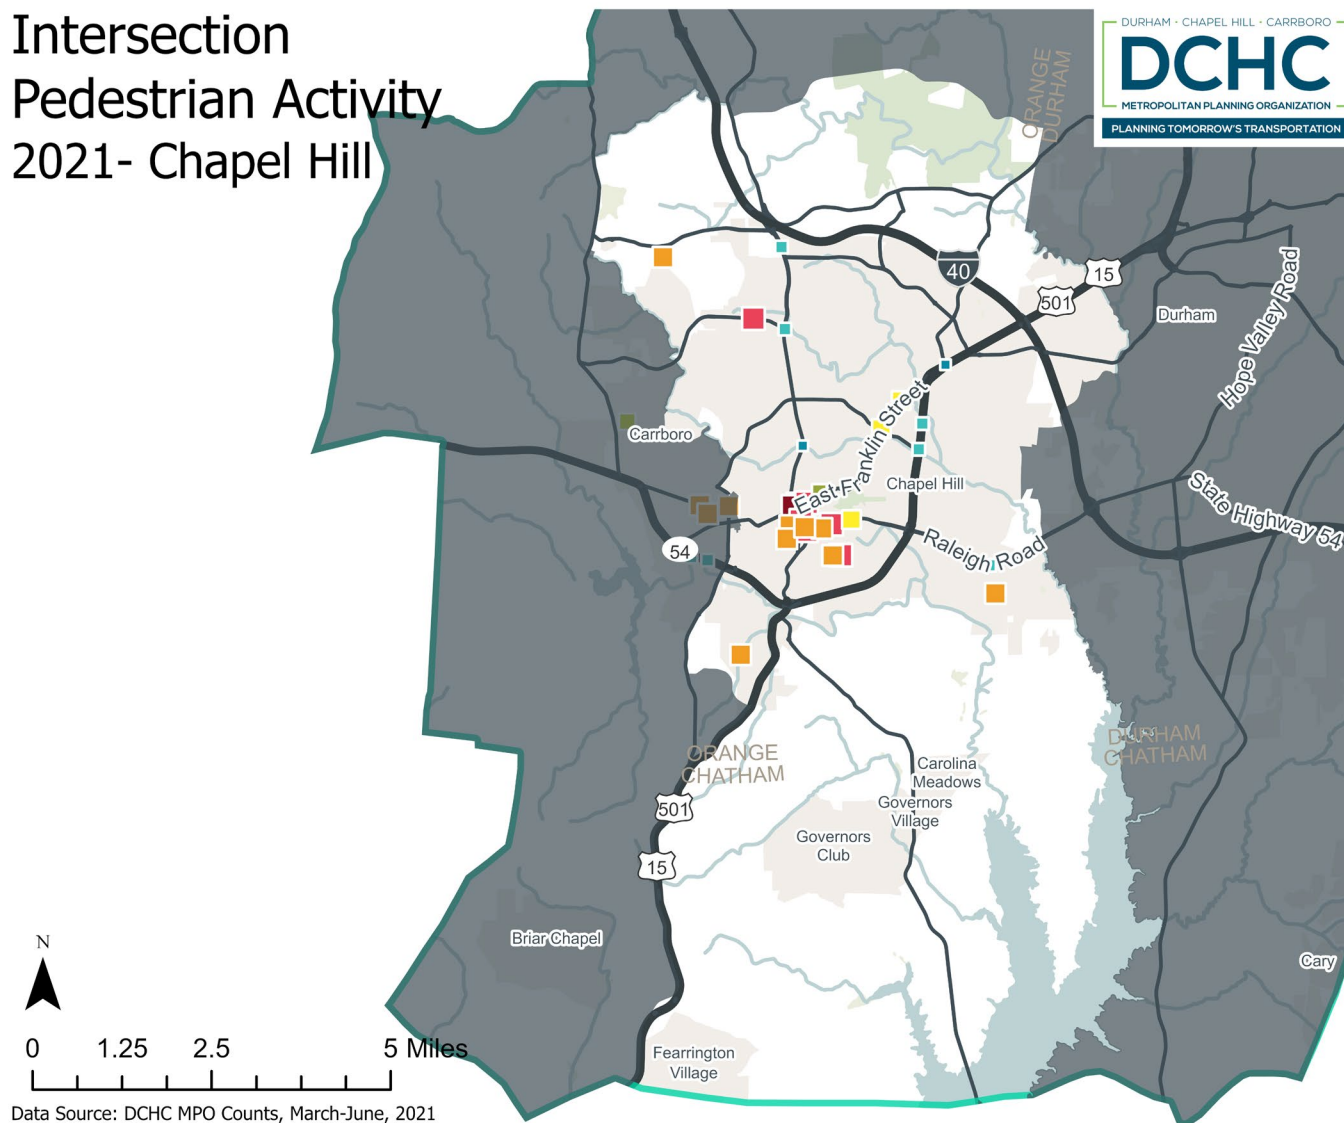 Intersection
Pedestrian Activity
2021- Chapel Hill
DURHAM · CHAPEL HILL · CARRBORO
DCHC
METROPOLITAN PLANNING ORGANIZATION
PLANNING TOMORROW'S TRANSPORTATION
ORANGE
DURHAM
40
15
501
Durham
Hope Valley Road
Carrboro
East Franklin Street
Chapel Hill
State Highway 54
Raleigh Road
54
ORANGE
CHATHAM
DURHAM
CHATHAM
Carolina
Meadows
Governors
Village
501
Governors
Club
15
Briar Chapel
Cary
N
0 1.25 2.5 5 Miles
Fearrington
Village
Data Source: DCHC MPO Counts, March-June, 2021